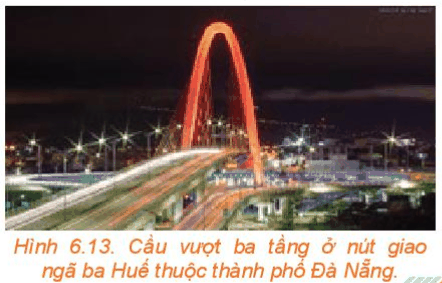 Hình 6.13. Cầu vượt ba tầng ở nút giao
ngã ba Huế thuộc thành phố Đà Nẵng.